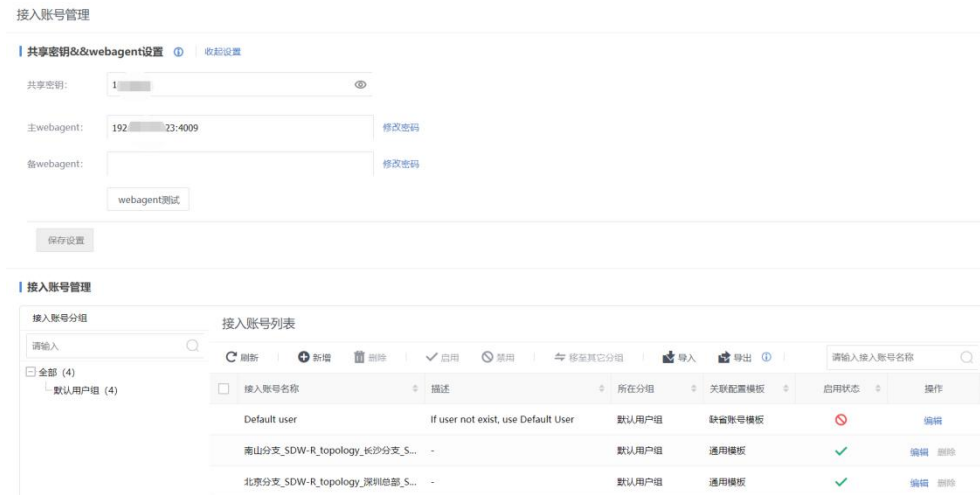 接入账号管理
共享密钥&&webagent设置 收起设置
共享密钥: 1
主webagent: 192. 23:4009 修改密码
备webagent: 修改密码
webagent测试
保存设置
接入账号管理
接入账号分组
请输入
全部 (4)
默认用户组 (4)
接入账号列表
刷新 新增 删除 启用 禁用 移至其它分组 导入 导出 请输入接入账号名称
接入账号名称 描述 所在分组 关联配置模板 启用状态 操作
Default user If user not exist, use Default User 默认用户组 缺省账号模板 编辑
南山分支_SDW-R_topology_长沙分支_S... - 默认用户组 通用模板 编辑 删除
北京分支_SDW-R_topology_深圳总部_S... - 默认用户组 通用模板 编辑 删除